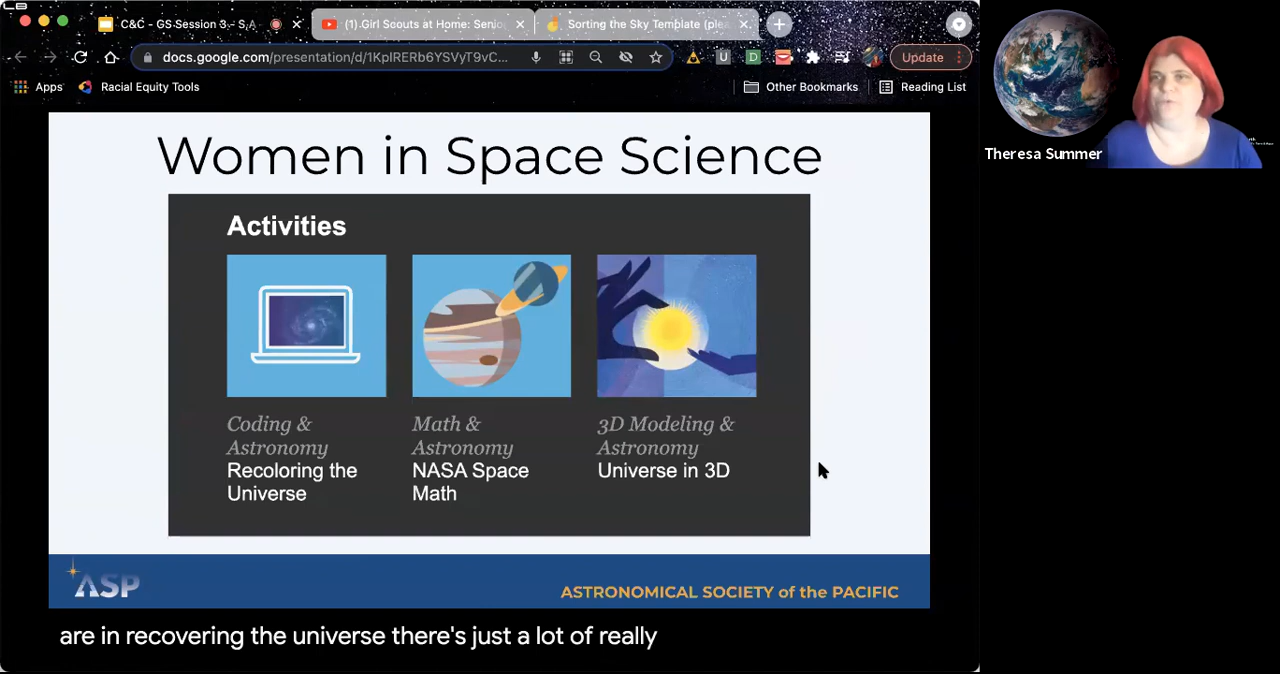 C&C - GS Session 3 - S.A
(1) Girl Scouts at Home: Senio
Sorting the Sky Template (ple
docs.google.com/presentation/d/1KpIRERb6YSVyT9vC...
Update
Apps
Racial Equity Tools
Other Bookmarks
Reading List
Theresa Summer
Women in Space Science
Activities
Coding &
Astronomy
Recoloring the
Universe
Math &
Astronomy
NASA Space
Math
3D Modeling &
Astronomy
Universe in 3D
ASP
ASTRONOMICAL SOCIETY of the PACIFIC
are in recovering the universe there's just a lot of really